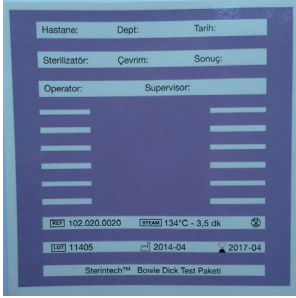 Hastane: Dept: Tarih:
Sterilizatör: Çevrim: Sonuç:
Operator: Supervisor:
REF 102.020.0020 STEAM 134°C - 3,5 dk
LOT 11405 2014-04 2017-04
Sterintech™ Bowie Dick Test Paketi